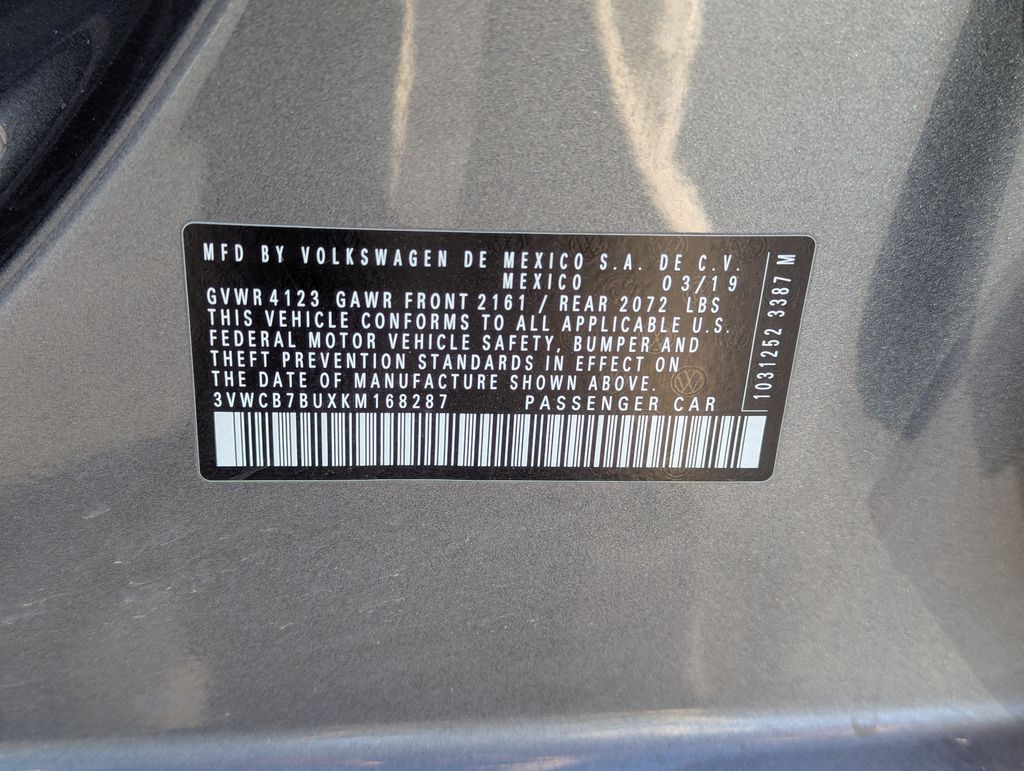 MFD BY VOLKSWAGEN DE MEXICO S.A. DE C.V.
MEXICO 03/19
GVWR 4123 GAWR FRONT 2161 / REAR 2072 LBS
THIS VEHICLE CONFORMS TO ALL APPLICABLE U.S.
FEDERAL MOTOR VEHICLE SAFETY, BUMPER AND
THEFT PREVENTION STANDARDS IN EFFECT ON
THE DATE OF MANUFACTURE SHOWN ABOVE.
3VWCB7BUXKM168287 PASSENGER CAR
1031252 3387 M